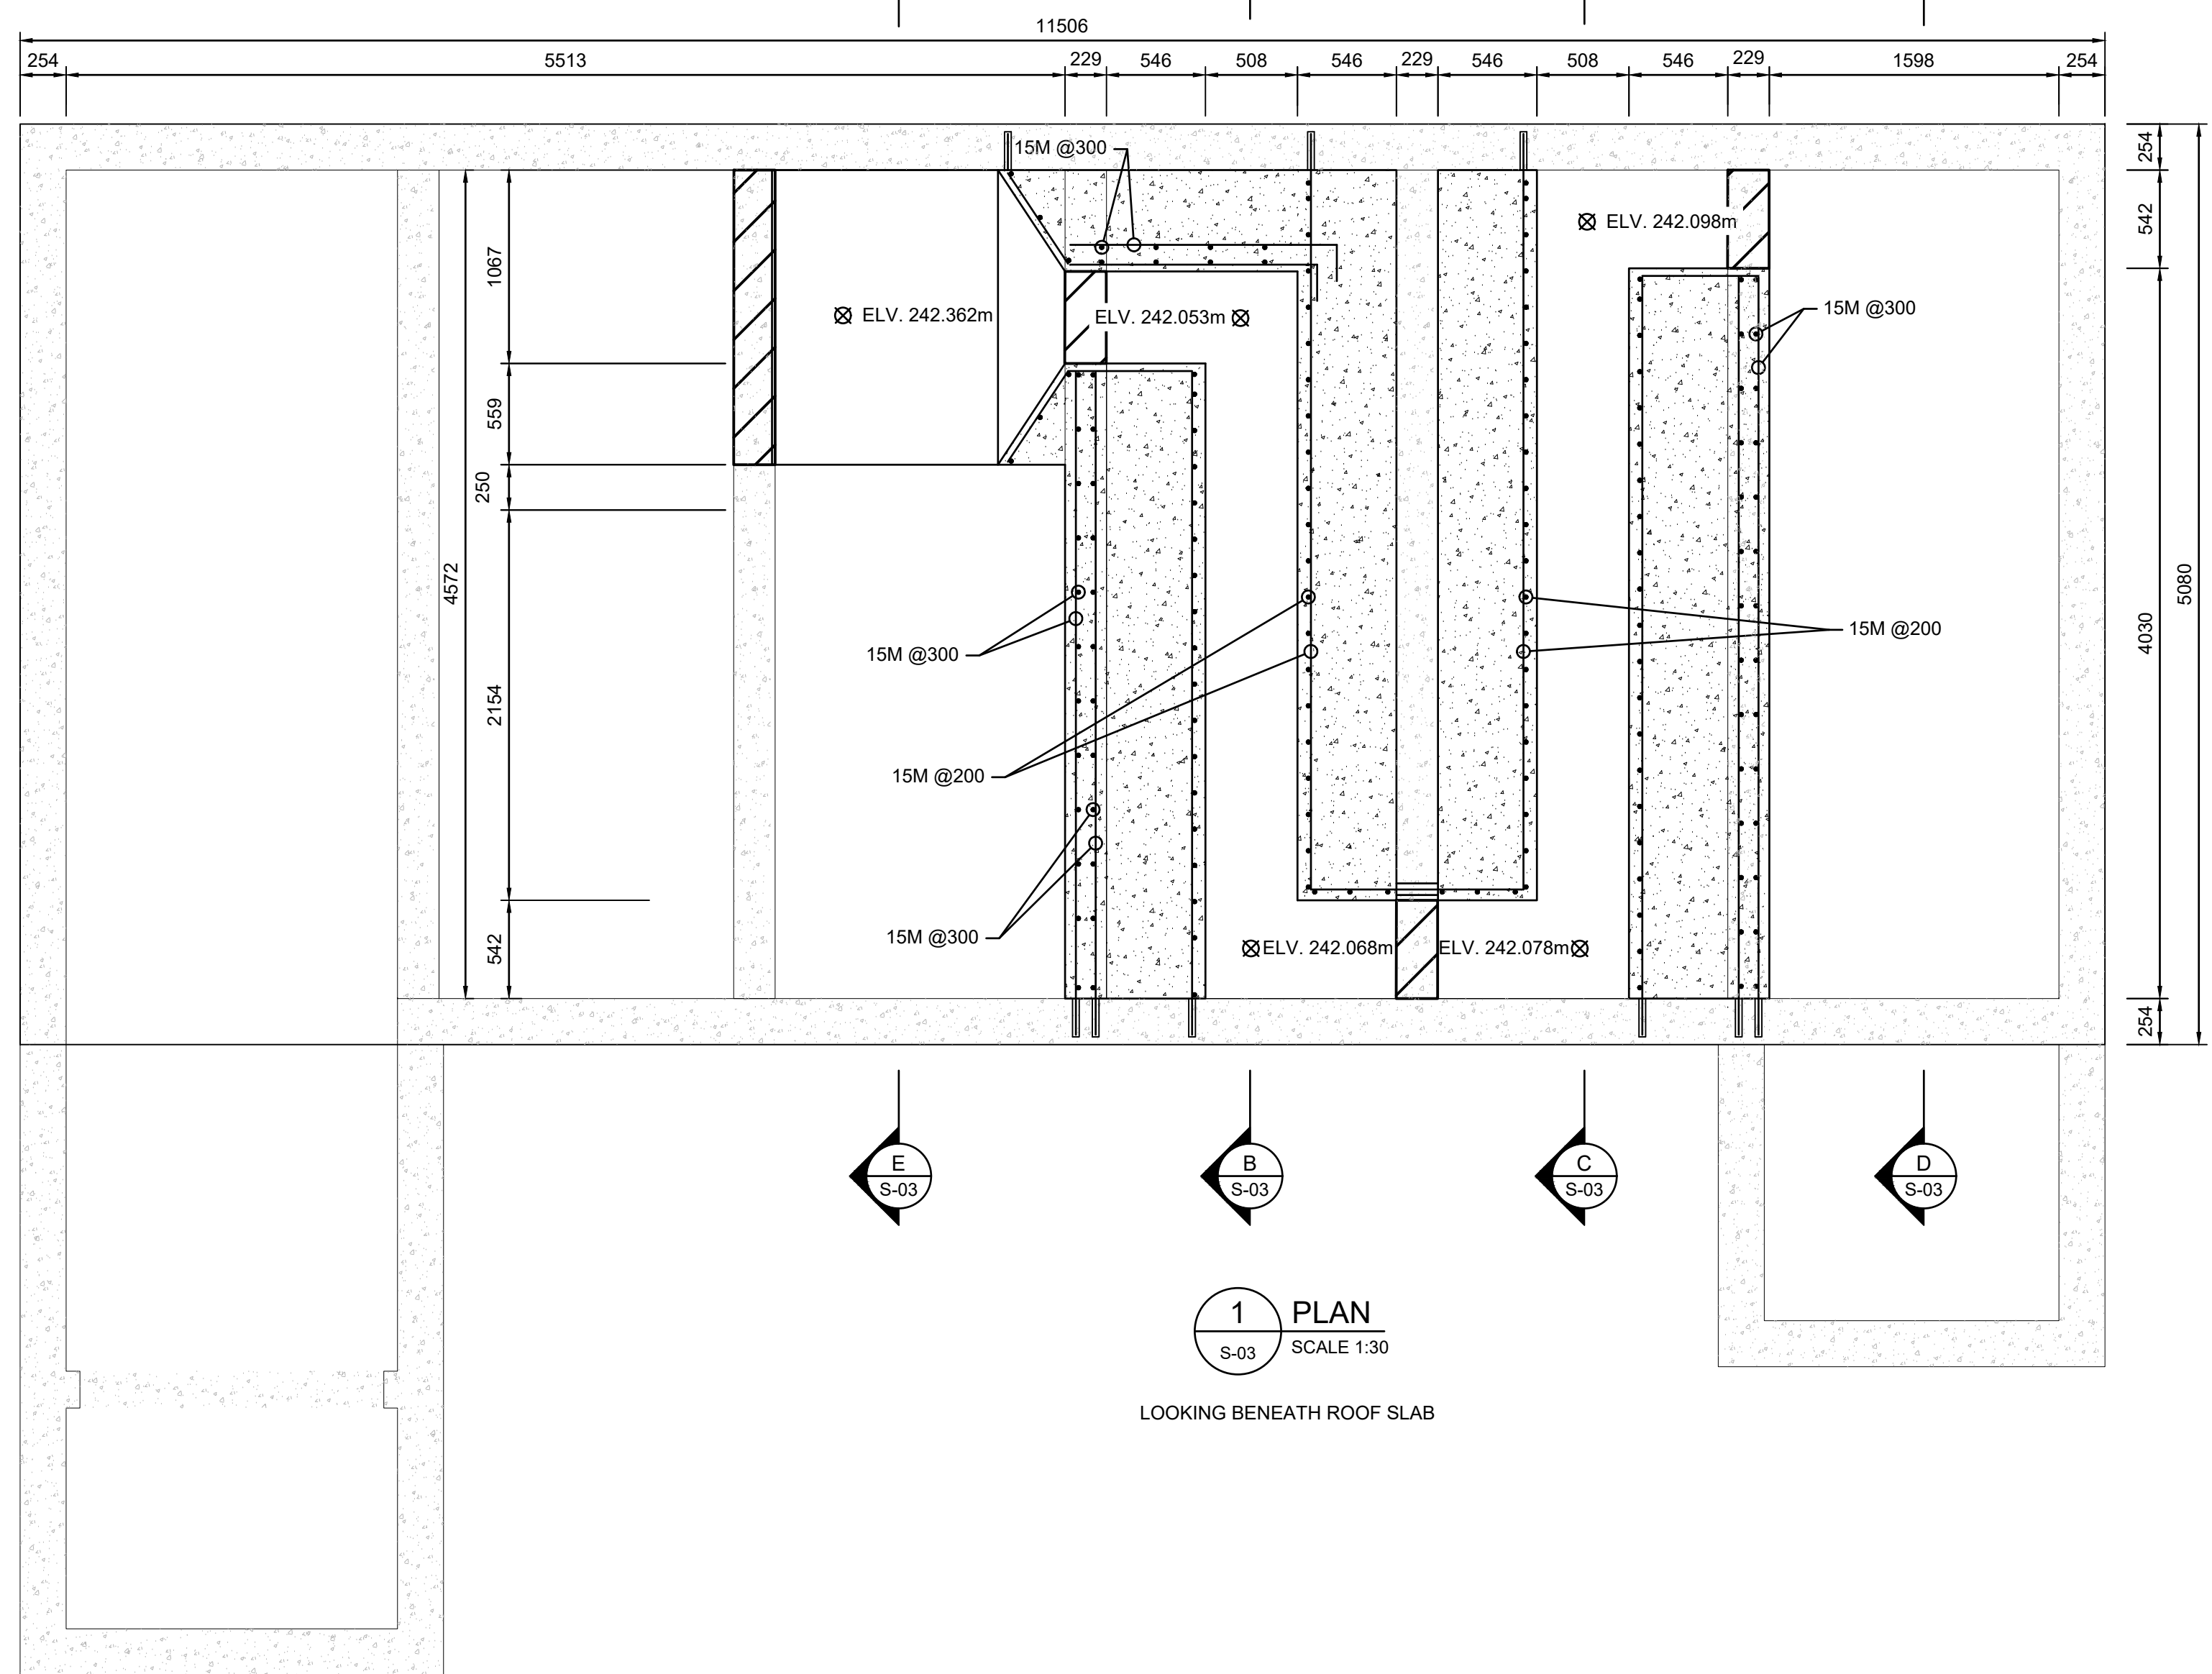 11506
254
5513
229
546
508
546
229
546
508
546
229
1598
254
15M @300
254
542
ELV. 242.098m
1067
ELV. 242.362m
ELV. 242.053m
15M @300
559
250
4572
5080
4030
15M @200
15M @300
2154
15M @200
15M @300
542
ELV. 242.068m
ELV. 242.078m
254
E
S-03
B
S-03
C
S-03
D
S-03
1
S-03
PLAN
SCALE 1:30
LOOKING BENEATH ROOF SLAB